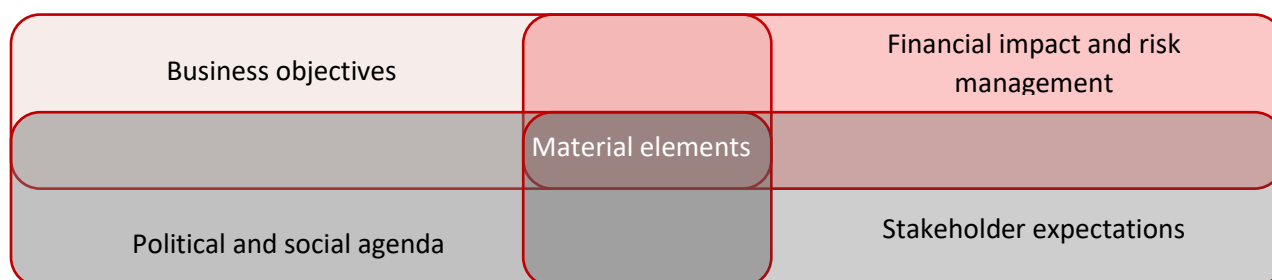 Business objectives
Financial impact and risk
management
Material elements
Political and social agenda
Stakeholder expectations